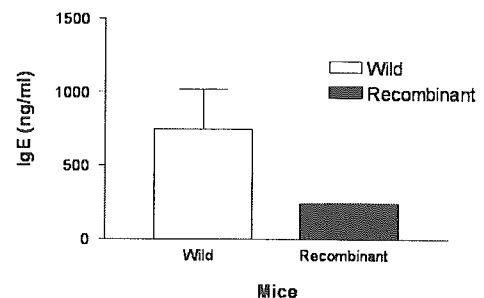 1500
1000
500
0
IgE (ng/ml)
Wild
Recombinant
Wild
Recombinant
Mice